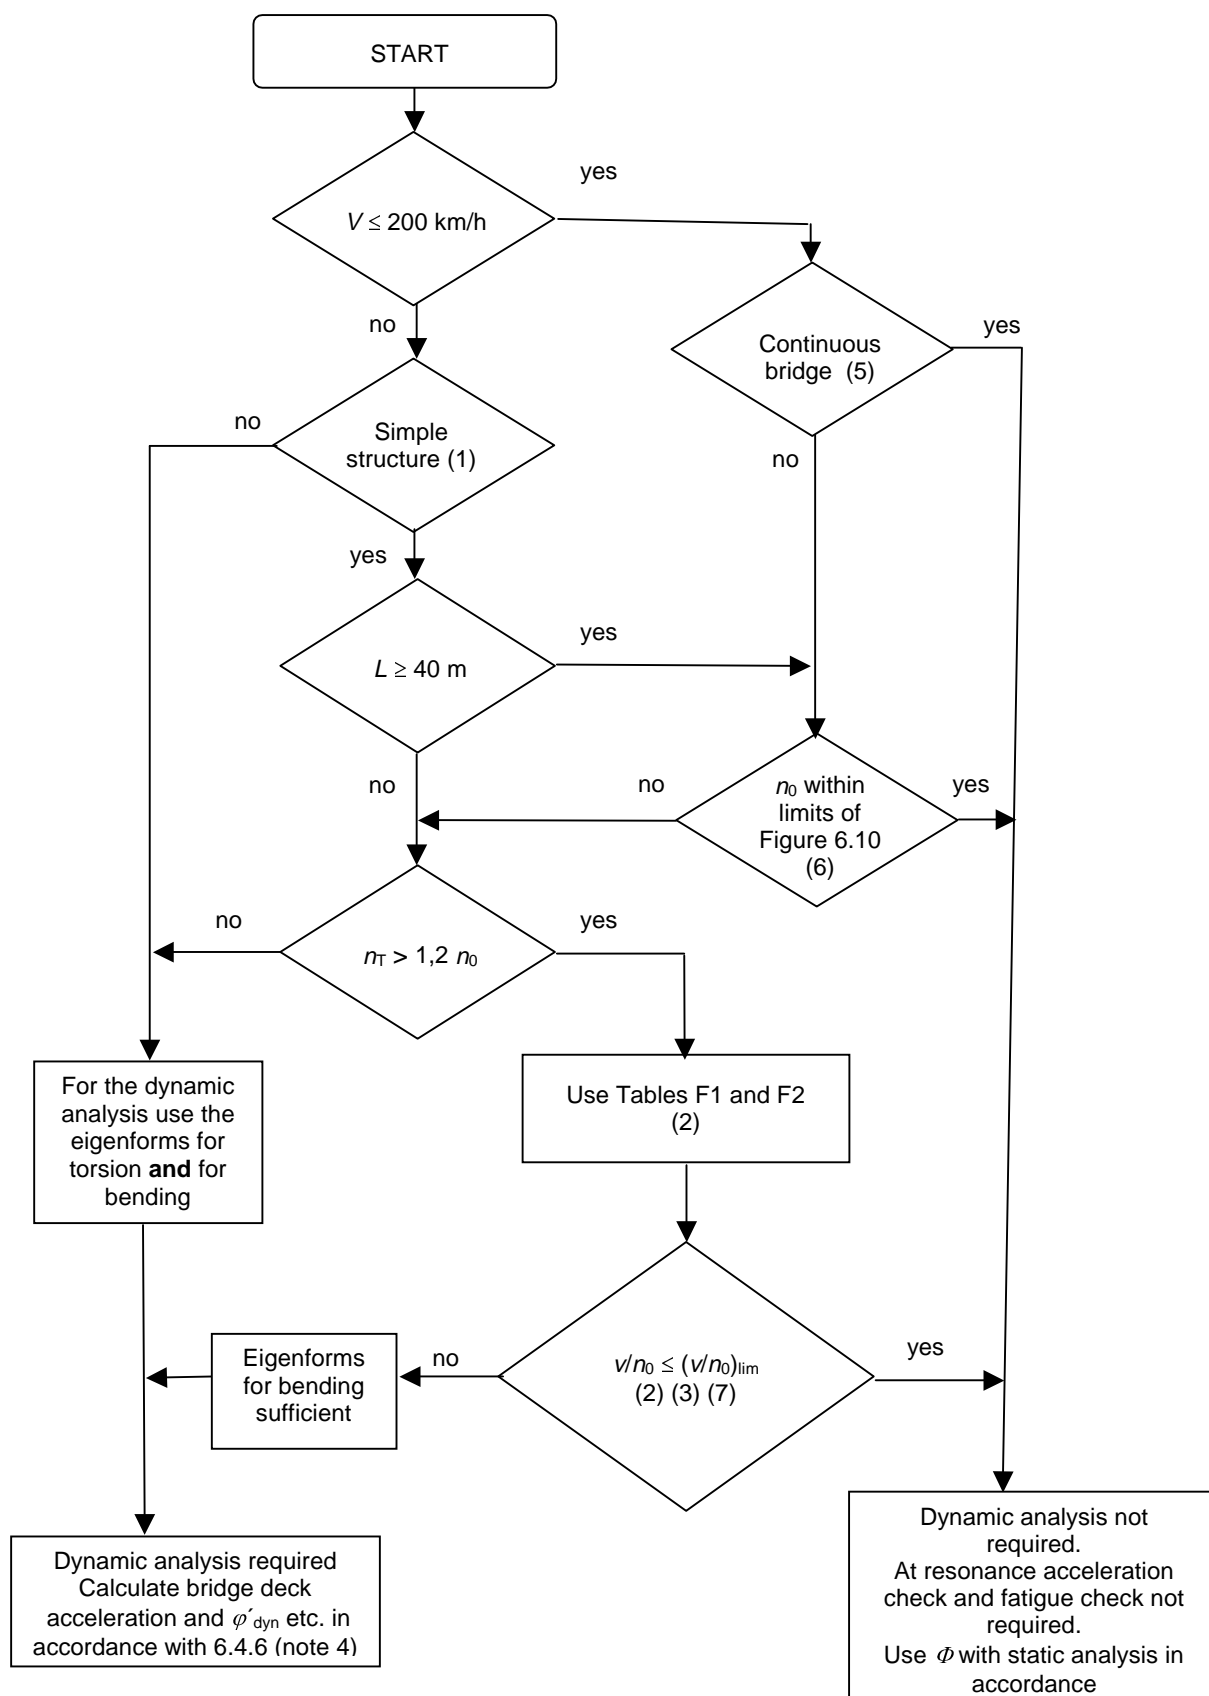 START
yes
V ≤ 200 km/h
no
yes
Continuous
bridge (5)
no
Simple
structure (1)
no
yes
yes
L ≥ 40 m
no
no
n0 within
limits of
Figure 6.10
(6)
yes
no
yes
nT > 1,2 n0
For the dynamic
analysis use the
eigenforms for
torsion and for
bending
Use Tables F1 and F2
(2)
Eigenforms
for bending
sufficient
no
v/n0 ≤ (v/n0)lim
(2) (3) (7)
yes
Dynamic analysis required
Calculate bridge deck
acceleration and φ′dyn etc. in
accordance with 6.4.6 (note 4)
Dynamic analysis not
required.
At resonance acceleration
check and fatigue check not
required.
Use Φ with static analysis in
accordance